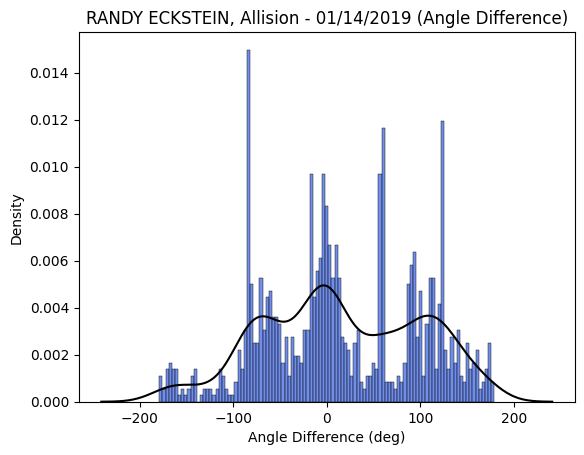 RANDY ECKSTEIN, Allision - 01/14/2019 (Angle Difference)
0.014
0.012
0.010
0.008
0.006
0.004
0.002
0.000
Density
−200 −100 0 100 200
Angle Difference (deg)